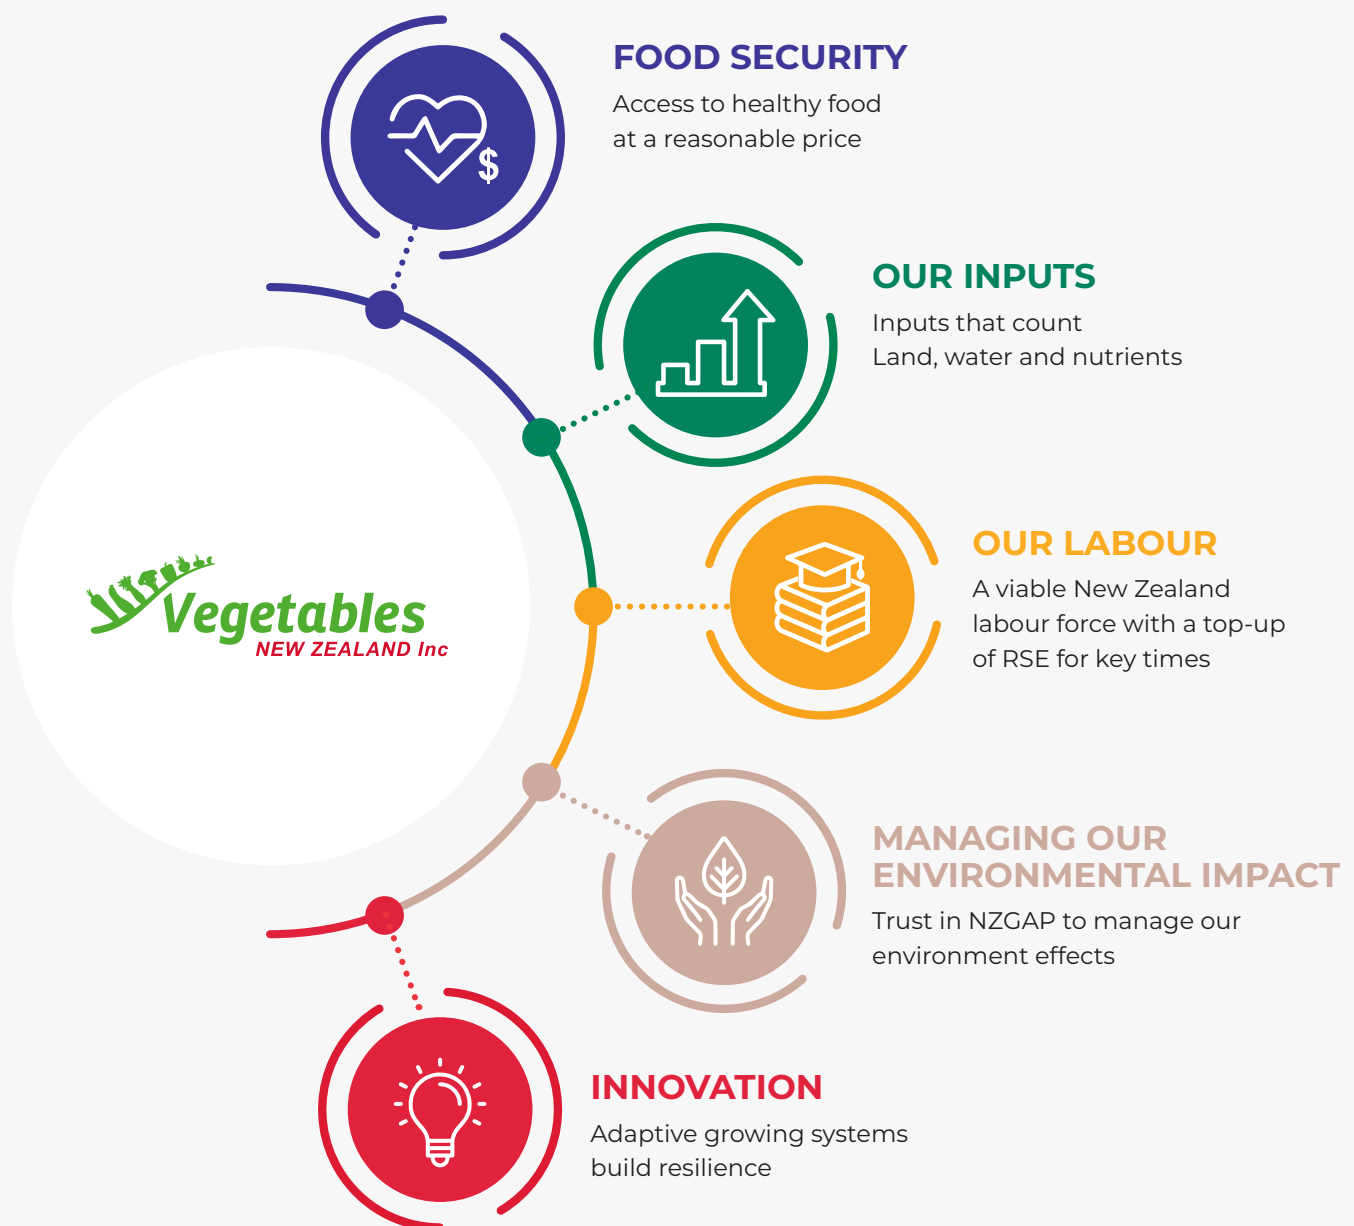 FOOD SECURITY
Access to healthy food
at a reasonable price
$
OUR INPUTS
Inputs that count
Land, water and nutrients
OUR LABOUR
A viable New Zealand
labour force with a top-up
of RSE for key times
Vegetables
NEW ZEALAND Inc
MANAGING OUR
ENVIRONMENTAL IMPACT
Trust in NZGAP to manage our
environment effects
INNOVATION
Adaptive growing systems
build resilience